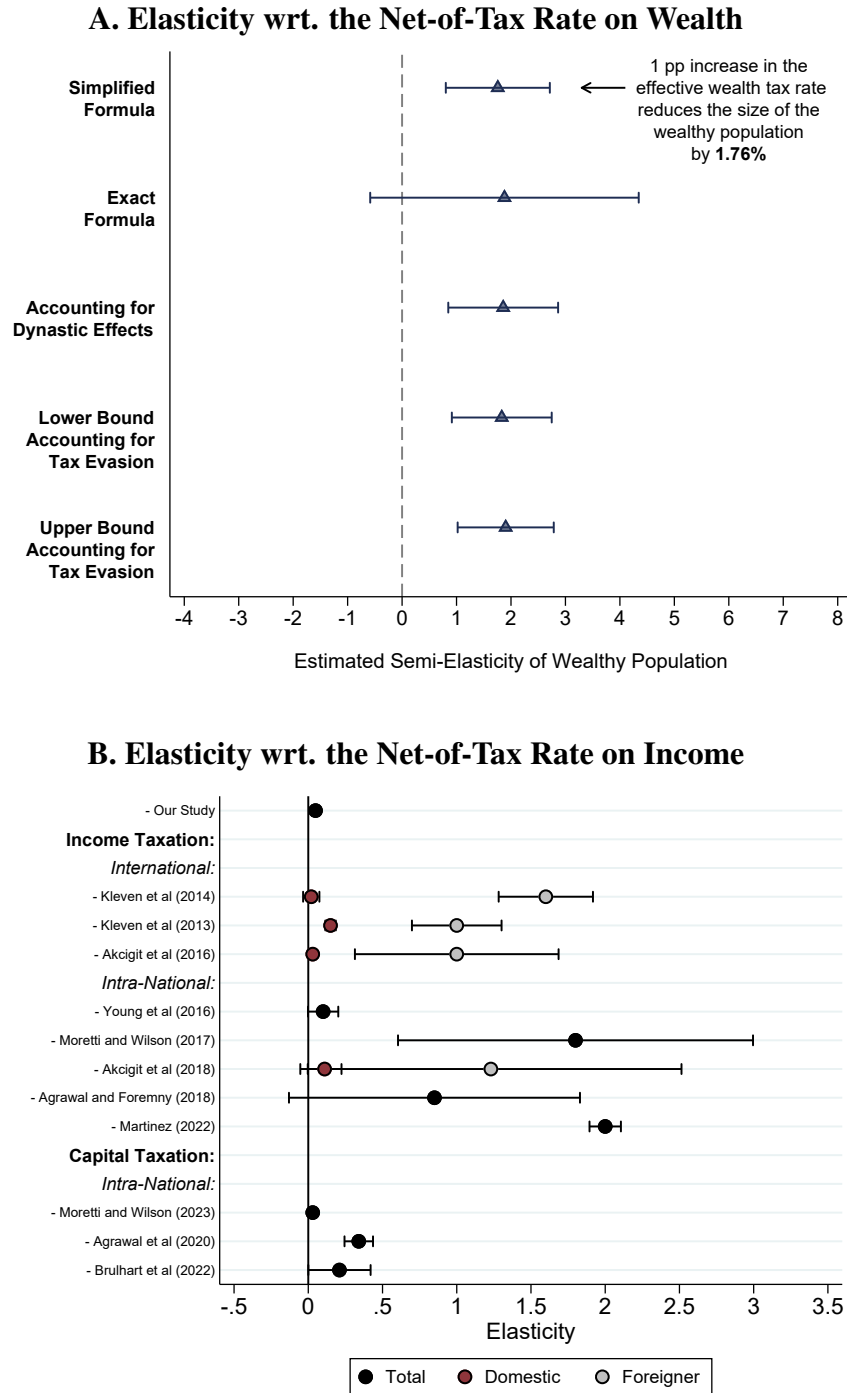 A. Elasticity wrt. the Net-of-Tax Rate on Wealth
Simplified
Formula
1 pp increase in the
effective wealth tax rate
reduces the size of the
wealthy population
by 1.76%
Exact
Formula
Accounting for
Dynastic Effects
Lower Bound
Accounting for
Tax Evasion
Upper Bound
Accounting for
Tax Evasion
-4 -3 -2 -1 0 1 2 3 4 5 6 7 8
Estimated Semi-Elasticity of Wealthy Population
B. Elasticity wrt. the Net-of-Tax Rate on Income
- Our Study
Income Taxation:
International:
- Kleven et al (2014)
- Kleven et al (2013)
- Akcigit et al (2016)
Intra-National:
- Young et al (2016)
- Moretti and Wilson (2017)
- Akcigit et al (2018)
- Agrawal and Foremny (2018)
- Martinez (2022)
Capital Taxation:
Intra-National:
- Moretti and Wilson (2023)
- Agrawal et al (2020)
- Brulhart et al (2022)
-.5 0 .5 1 1.5 2 2.5 3 3.5
Elasticity
Total Domestic Foreigner